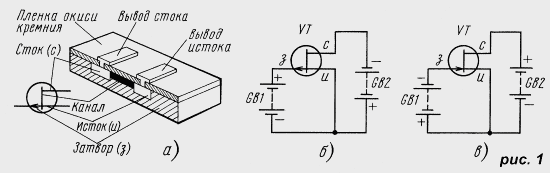 Пленка окиси кремния
Вывод стока
Вывод истока
Сток (с)
Канал
Исток(и)
Затвор (з)
а)
VT
с
з
и
+
GB1
−
−
GB2
+
б)
VT
с
з
и
−
GB1
+
+
GB2
−
в)
рис. 1